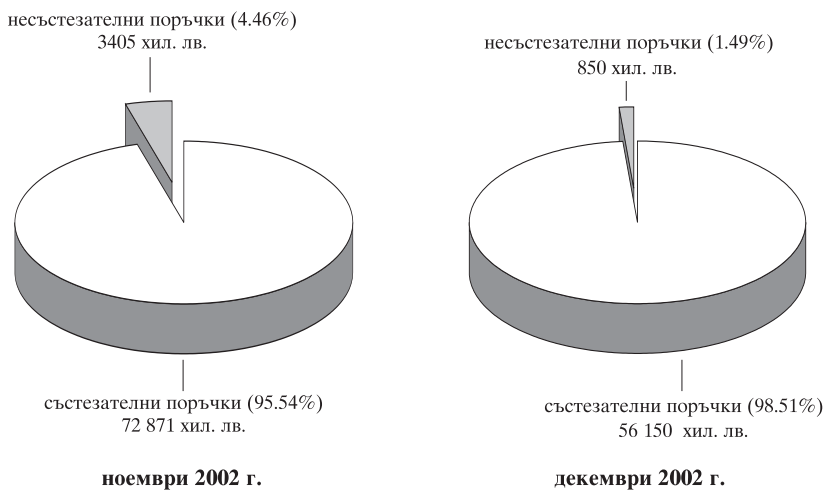 несъстезателни поръчки (4.46%)
3405 хил. лв.
състезателни поръчки (95.54%)
72 871 хил. лв.
ноември 2002 г.
несъстезателни поръчки (1.49%)
850 хил. лв.
състезателни поръчки (98.51%)
56 150 хил. лв.
декември 2002 г.